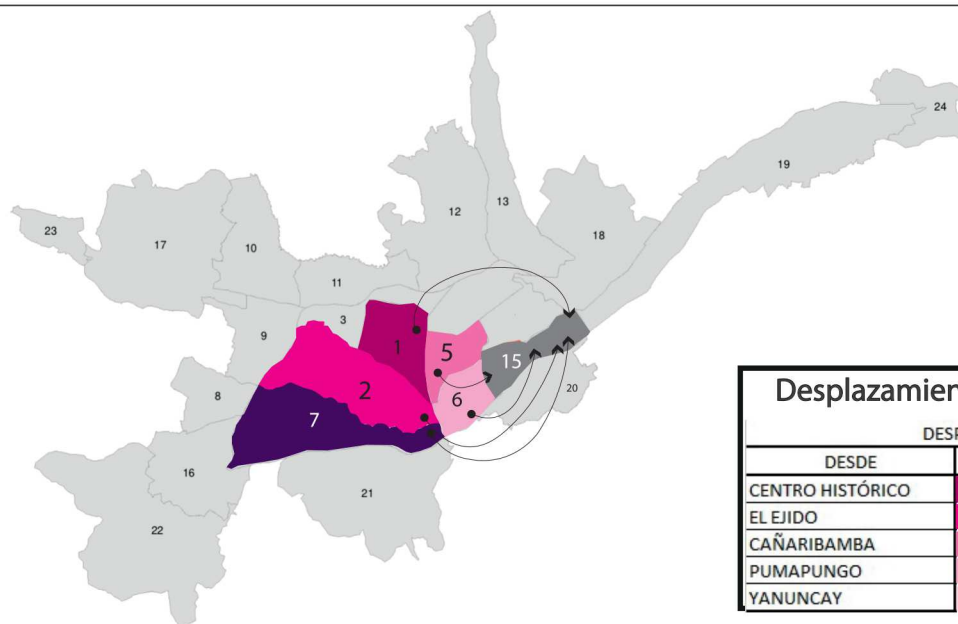 24
19
13
12
18
23
17
10
11
3
9
1
5
15
2
6
20
8
7
16
21
22
Desplazamien
DESP
DESDE
CENTRO HISTÓRICO
EL EJIDO
CAÑARIBAMBA
PUMAPUNGO
YANUNCAY